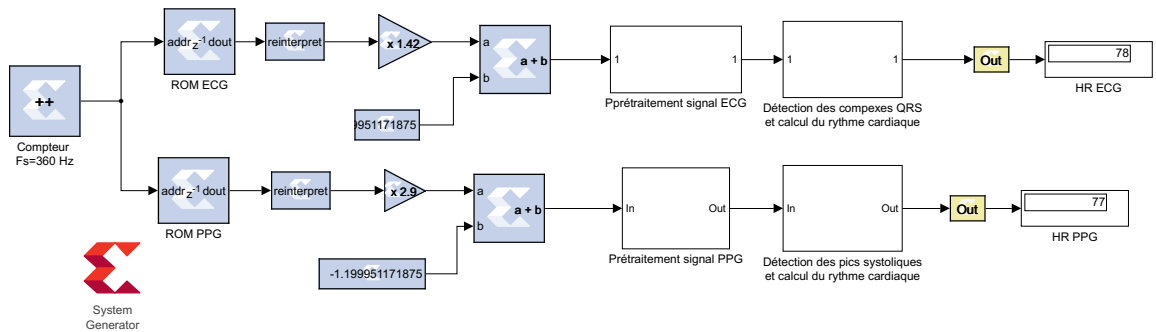 addr z⁻¹ dout
ROM ECG
reinterpret
x 1.42
a
b
a + b
9951171875
1 1
Pprétraitement signal ECG
1 1
Détection des compexes QRS
et calcul du rythme cardiaque
Out
78
HR ECG
++
Compteur
Fs=360 Hz
addr z⁻¹ dout
ROM PPG
reinterpret
x 2.9
a
b
a + b
-1.199951171875
In Out
Prétraitement signal PPG
In Out
Détection des pics systoliques
et calcul du rythme cardiaque
Out
77
HR PPG
System
Generator